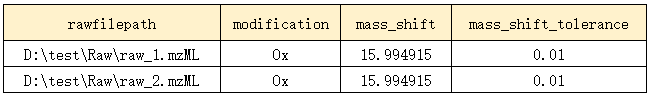 rawfilepath modification mass_shift mass_shift_tolerance
D:\test\Raw\raw_1.mzML Ox 15.994915 0.01
D:\test\Raw\raw_2.mzML Ox 15.994915 0.01